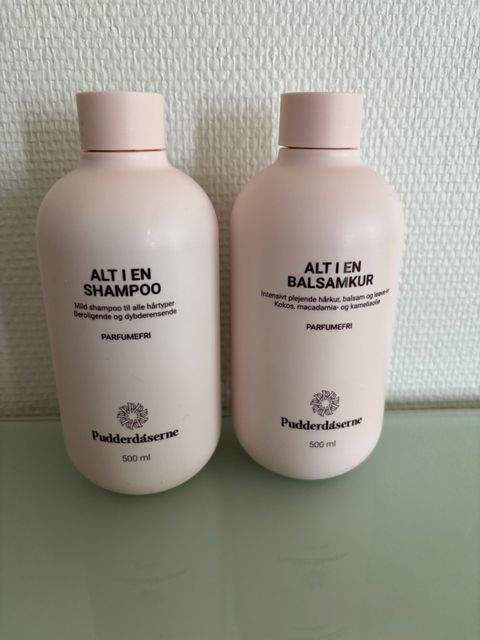 ALT I EN
SHAMPOO
Mild shampoo til alle hårtyper
Beroligende og dybderensende
PARFUMEFRI
Pudderdåserne
500 ml
ALT I EN
BALSAMKUR
Intensivt plejende hårkur, balsam og leave-in
Kokos, macadamia- og kameliaolie
PARFUMEFRI
Pudderdåserne
500 ml